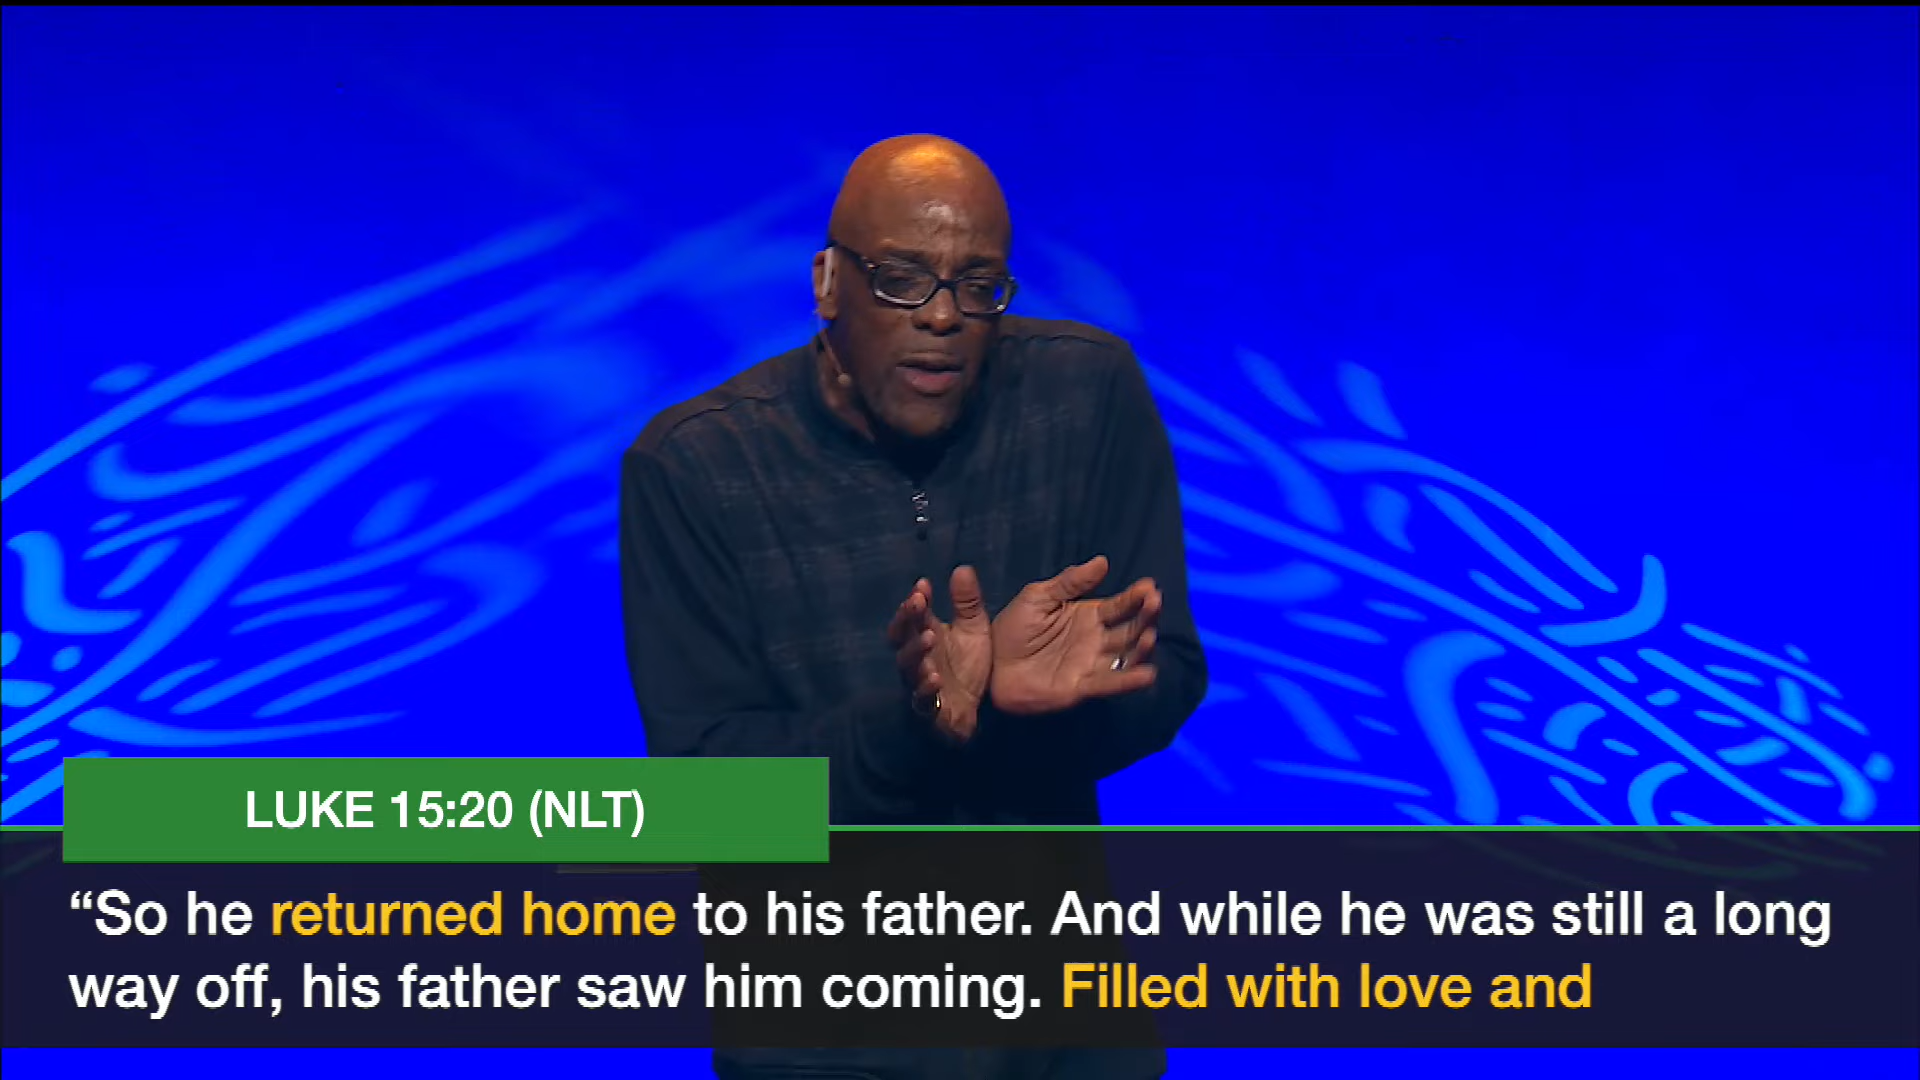 LUKE 15:20 (NLT)
“So he returned home to his father. And while he was still a long
way off, his father saw him coming. Filled with love and